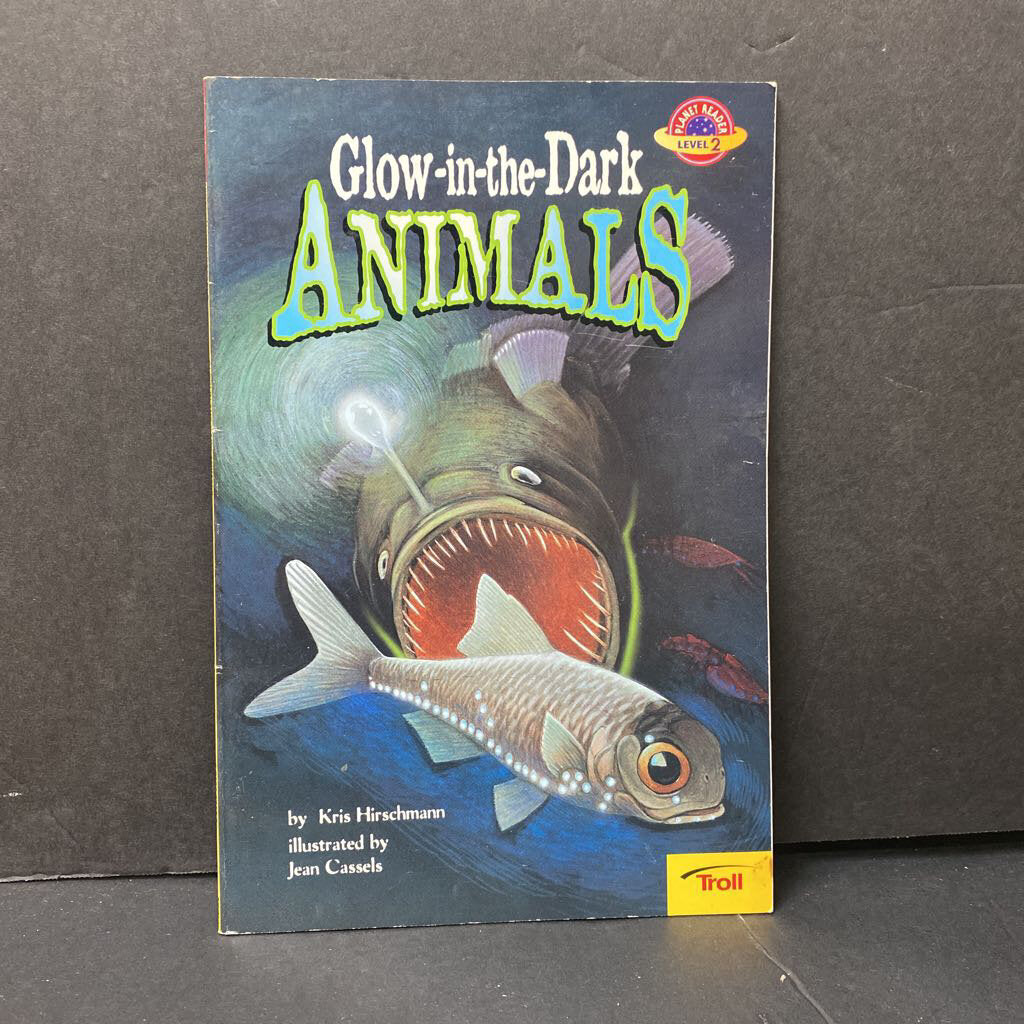 PLANET READER
LEVEL 2
Glow-in-the-Dark
ANIMALS
by Kris Hirschmann
illustrated by
Jean Cassels
Troll